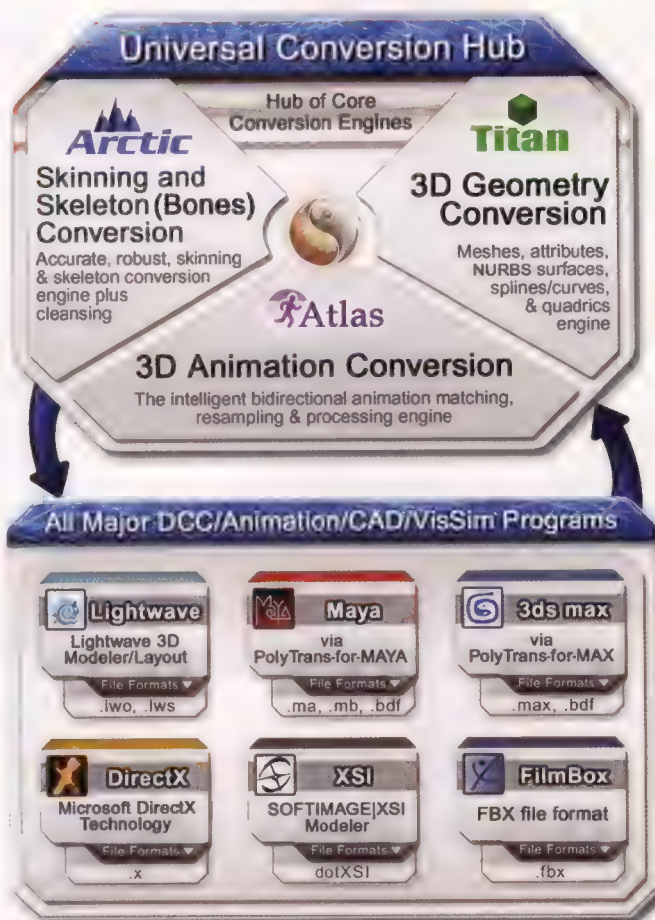 Universal Conversion Hub
Hub of Core
Conversion Engines
Arctic
Skinning and
Skeleton (Bones)
Conversion
Accurate, robust, skinning
& skeleton conversion
engine plus
cleansing
Titan
3D Geometry
Conversion
Meshes, attributes,
NURBS surfaces,
splines/curves,
& quadrics
engine
Atlas
3D Animation Conversion
The intelligent bidirectional animation matching,
resampling & processing engine
All Major DCC/Animation/CAD/VisSim Programs
Lightwave
Lightwave 3D
Modeler/Layout
File Formats ▼
.lwo, .lws
MAYA
Maya
via
PolyTrans-for-MAYA
File Formats ▼
.ma, .mb, .bdf
3ds max
via
PolyTrans-for-MAX
File Formats ▼
.max, .bdf
DirectX
Microsoft DirectX
Technology
File Formats ▼
.x
XSI
SOFTIMAGE|XSI
Modeler
File Formats ▼
dotXSI
FilmBox
FBX file format
File Formats ▼
.fbx